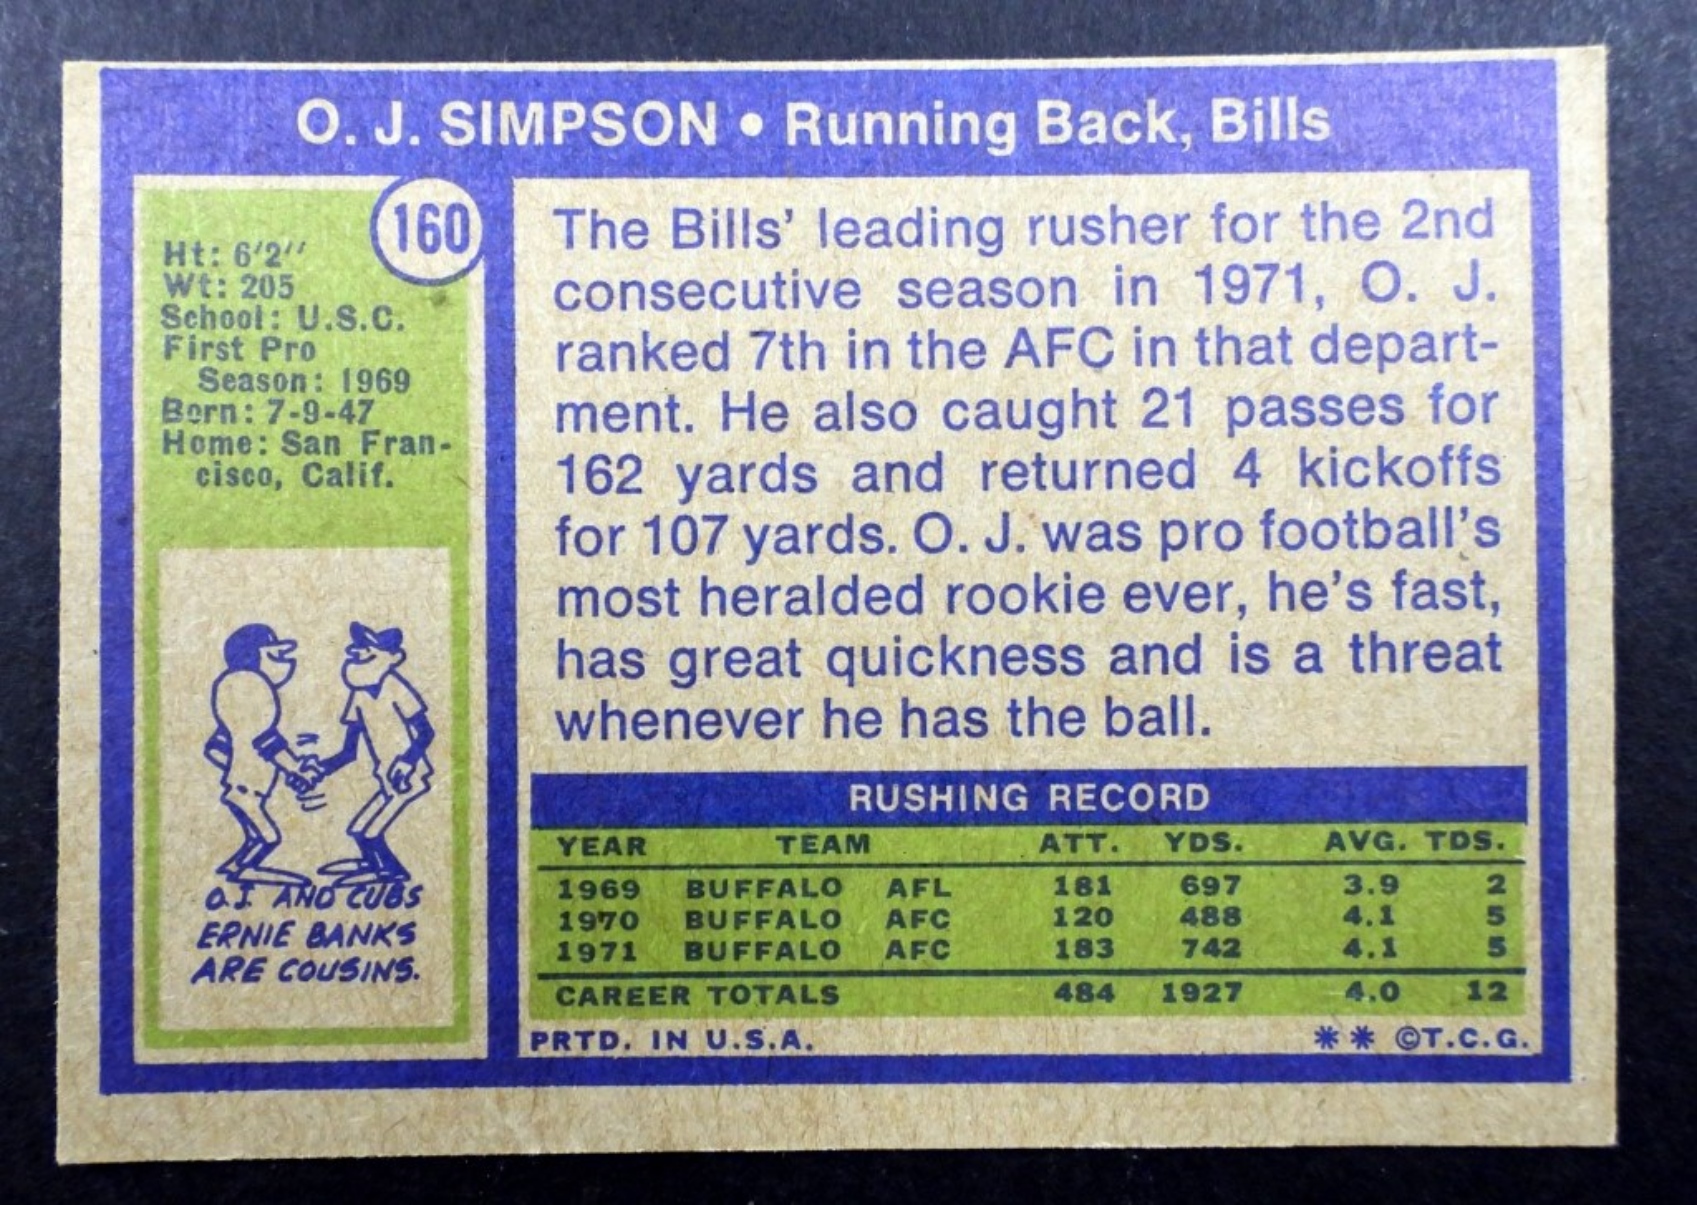 O. J. SIMPSON • Running Back, Bills
160
Ht: 6'2''
Wt: 205
School: U.S.C.
First Pro
Season: 1969
Born: 7-9-47
Home: San Fran-
cisco, Calif.
O.J. AND CUBS
ERNIE BANKS
ARE COUSINS.
The Bills' leading rusher for the 2nd
consecutive season in 1971, O. J.
ranked 7th in the AFC in that depart-
ment. He also caught 21 passes for
162 yards and returned 4 kickoffs
for 107 yards. O. J. was pro football's
most heralded rookie ever, he's fast,
has great quickness and is a threat
whenever he has the ball.
RUSHING RECORD
YEAR TEAM ATT. YDS. AVG. TDS.
1969 BUFFALO AFL 181 697 3.9 2
1970 BUFFALO AFC 120 488 4.1 5
1971 BUFFALO AFC 183 742 4.1 5
CAREER TOTALS 484 1927 4.0 12
PRTD. IN U.S.A. ** ©T.C.G.